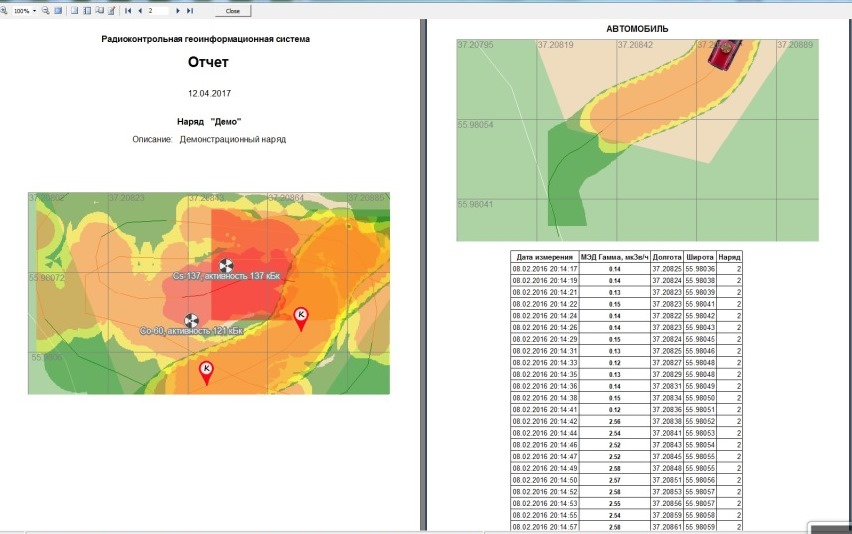 100%
2
Close
Радиоконтрольная геоинформационная система
Отчет
12.04.2017
Наряд "Демо"
Описание: Демонстрационный наряд
37.20823
37.20885
55.98072
Cs-137, активность 137 кБк
Co-60, активность 121 кБк
К
К
АВТОМОБИЛЬ
37.20795 37.20819 37.20842 37.20889
55.98054
55.98041
Дата измерения МЭД Гамма, мкЗв/ч Долгота Широта Наряд
08.02.2016 20:14:17 0.14 37.20825 55.98036 2
08.02.2016 20:14:19 0.14 37.20824 55.98038 2
08.02.2016 20:14:21 0.13 37.20823 55.98039 2
08.02.2016 20:14:22 0.15 37.20823 55.98041 2
08.02.2016 20:14:24 0.14 37.20822 55.98042 2
08.02.2016 20:14:26 0.14 37.20823 55.98043 2
08.02.2016 20:14:29 0.15 37.20824 55.98045 2
08.02.2016 20:14:31 0.13 37.20825 55.98046 2
08.02.2016 20:14:33 0.12 37.20827 55.98048 2
08.02.2016 20:14:35 0.13 37.20829 55.98048 2
08.02.2016 20:14:36 0.14 37.20831 55.98049 2
08.02.2016 20:14:38 0.15 37.20834 55.98050 2
08.02.2016 20:14:41 0.12 37.20836 55.98051 2
08.02.2016 20:14:42 2.56 37.20838 55.98052 2
08.02.2016 20:14:44 2.54 37.20841 55.98053 2
08.02.2016 20:14:46 2.52 37.20843 55.98054 2
08.02.2016 20:14:47 2.52 37.20845 55.98055 2
08.02.2016 20:14:49 2.58 37.20848 55.98055 2
08.02.2016 20:14:50 2.57 37.20851 55.98056 2
08.02.2016 20:14:52 2.58 37.20853 55.98057 2
08.02.2016 20:14:53 2.55 37.20856 55.98057 2
08.02.2016 20:14:55 2.54 37.20859 55.98058 2
08.02.2016 20:14:57 2.58 37.20861 55.98059 2